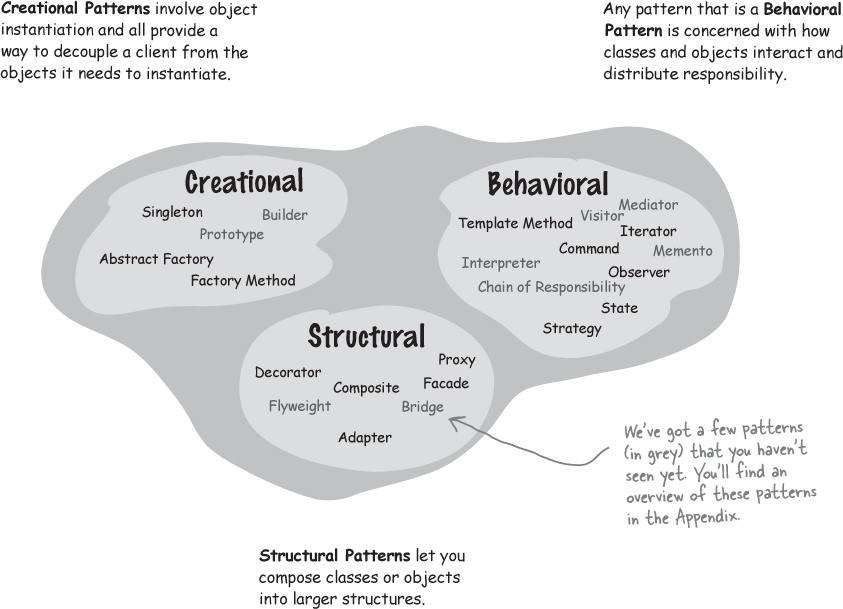 Creational Patterns involve object
instantiation and all provide a
way to decouple a client from the
objects it needs to instantiate.
Any pattern that is a Behavioral
Pattern is concerned with how
classes and objects interact and
distribute responsibility.
Creational
Singleton
Builder
Prototype
Abstract Factory
Factory Method
Behavioral
Mediator
Template Method
Visitor
Iterator
Command
Memento
Interpreter
Observer
Chain of Responsibility
State
Strategy
Structural
Proxy
Decorator
Composite
Facade
Flyweight
Bridge
Adapter
We've got a few patterns
(in grey) that you haven't
seen yet. You'll find an
overview of these patterns
in the Appendix.
Structural Patterns let you
compose classes or objects
into larger structures.